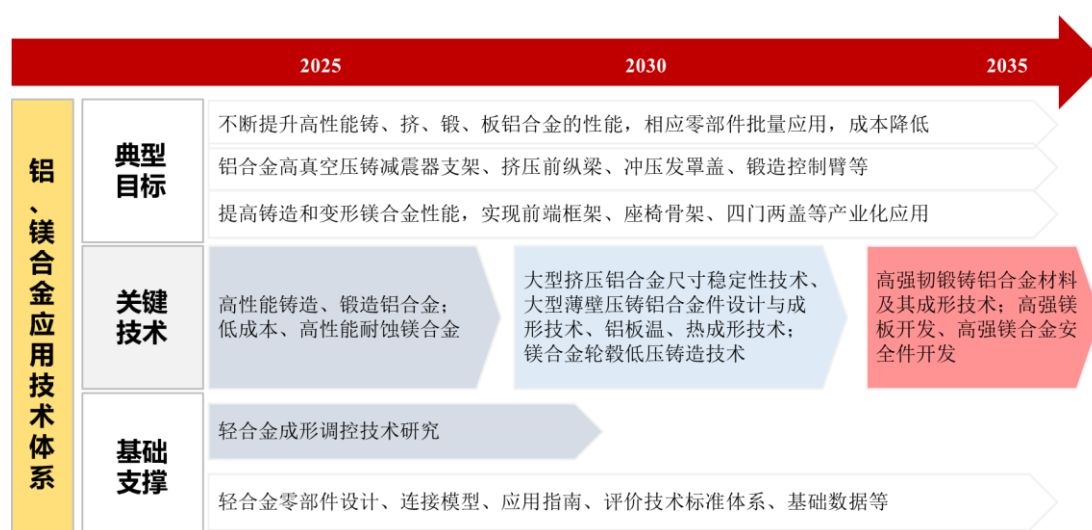 2025
2030
2035
铝、镁合金应用技术体系
典型
目标
不断提升高性能铸、挤、锻、板铝合金的性能，相应零部件批量应用，成本降低
铝合金高真空压铸减震器支架、挤压前纵梁、冲压发罩盖、锻造控制臂等
提高铸造和变形镁合金性能，实现前端框架、座椅骨架、四门两盖等产业化应用
关键
技术
高性能铸造、锻造铝合金；
低成本、高性能耐蚀镁合金
大型挤压铝合金尺寸稳定性技术、
大型薄壁压铸铝合金件设计与成
形技术、铝板温、热成形技术；
镁合金轮毂低压铸造技术
高强韧锻铸铝合金材料
及其成形技术；高强镁
板开发、高强镁合金安
全件开发
基础
支撑
轻合金成形调控技术研究
轻合金零部件设计、连接模型、应用指南、评价技术标准体系、基础数据等